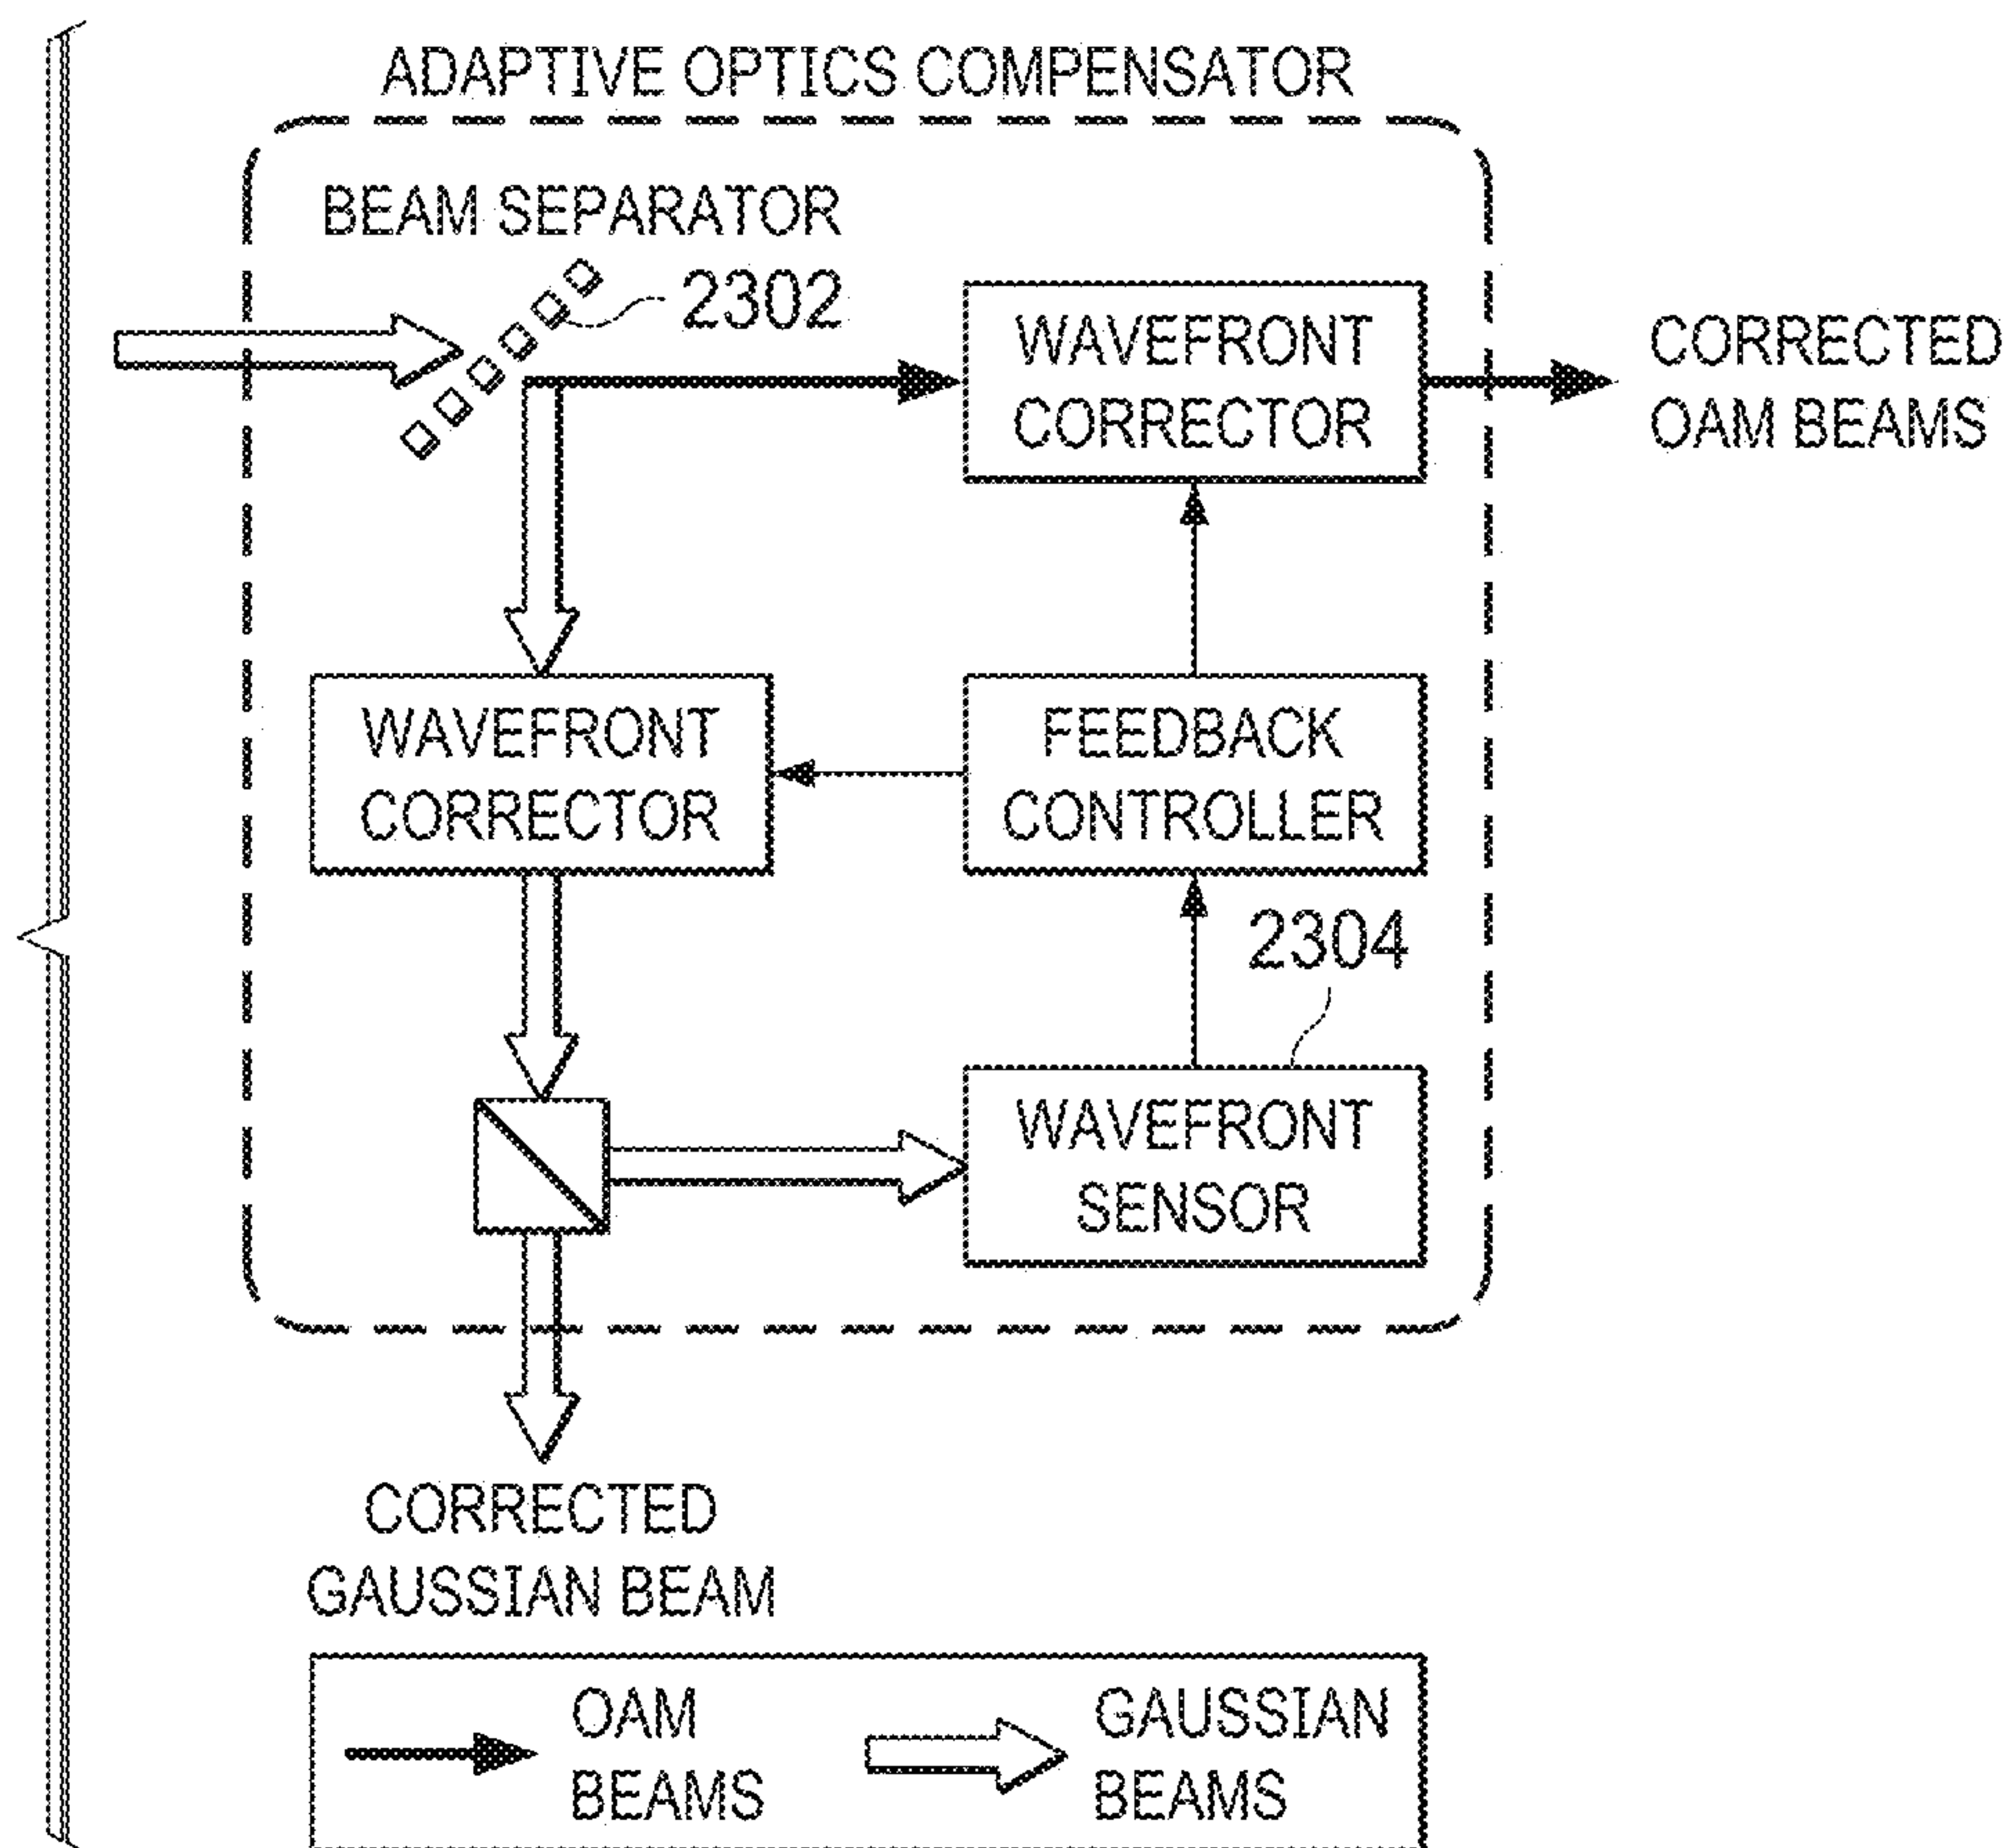 ADAPTIVE OPTICS COMPENSATOR
BEAM SEPARATOR
2302
WAVEFRONT
CORRECTOR
CORRECTED
OAM BEAMS
WAVEFRONT
CORRECTOR
FEEDBACK
CONTROLLER
2304
WAVEFRONT
SENSOR
CORRECTED
GAUSSIAN BEAM
OAM
BEAMS
GAUSSIAN
BEAMS